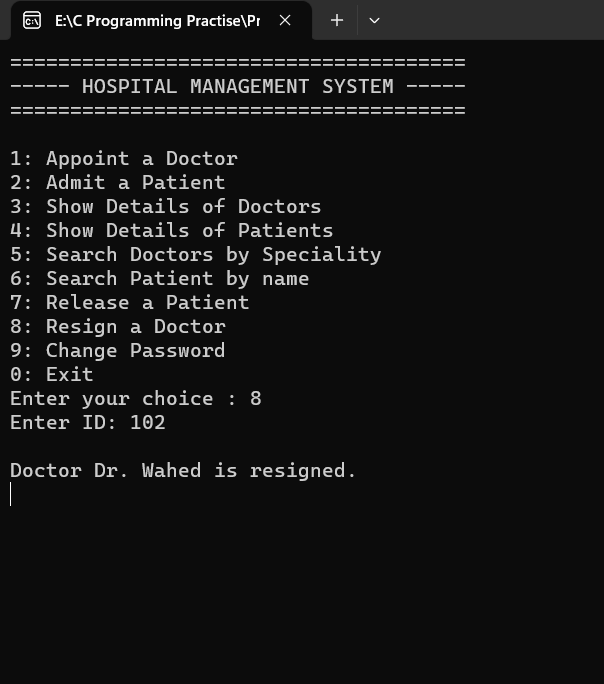 E:\C Programming Practise\Pr
======================================
----- HOSPITAL MANAGEMENT SYSTEM -----
======================================
1: Appoint a Doctor
2: Admit a Patient
3: Show Details of Doctors
4: Show Details of Patients
5: Search Doctors by Speciality
6: Search Patient by name
7: Release a Patient
8: Resign a Doctor
9: Change Password
0: Exit
Enter your choice : 8
Enter ID: 102
Doctor Dr. Wahed is resigned.